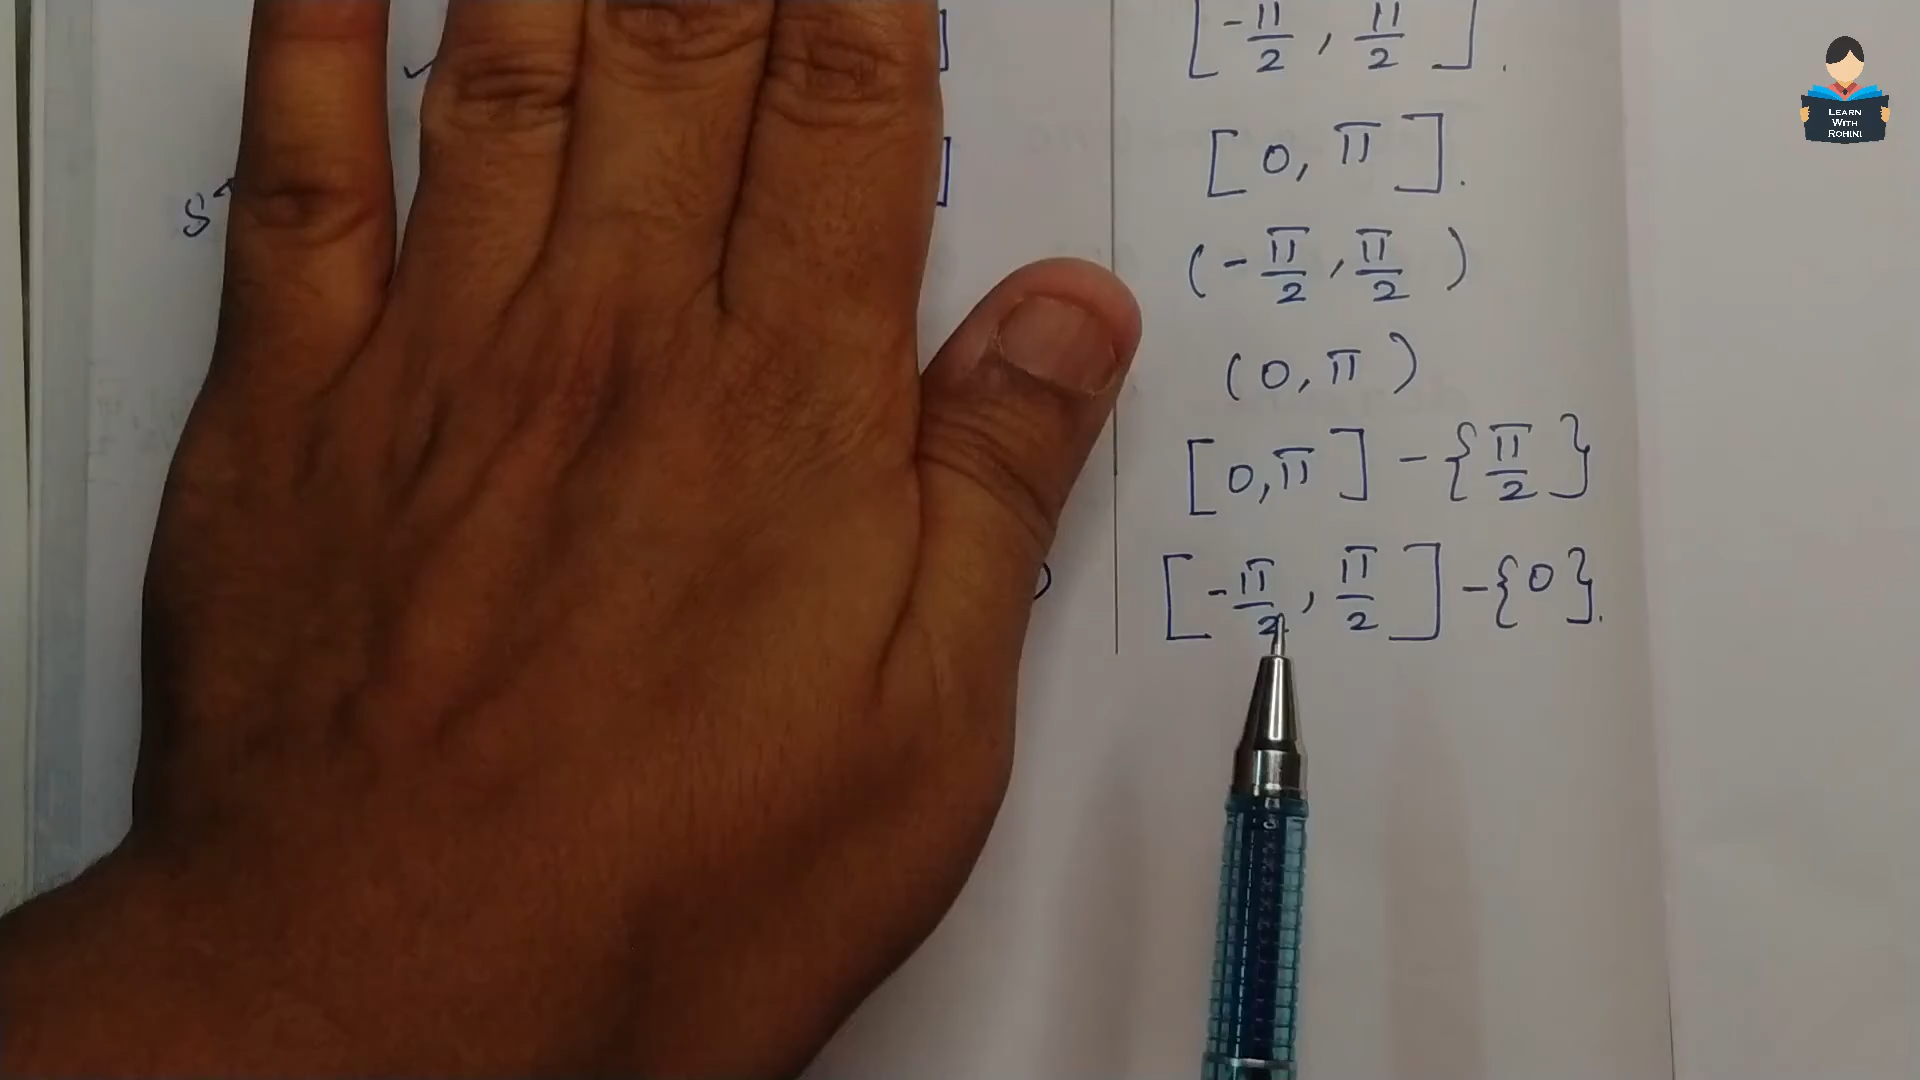 [-π/2, π/2].
[0, π].
(-π/2, π/2)
(0, π)
[0, π] - {π/2}
[-π/2, π/2] - {0}.
LEARN
WITH
ROHINI